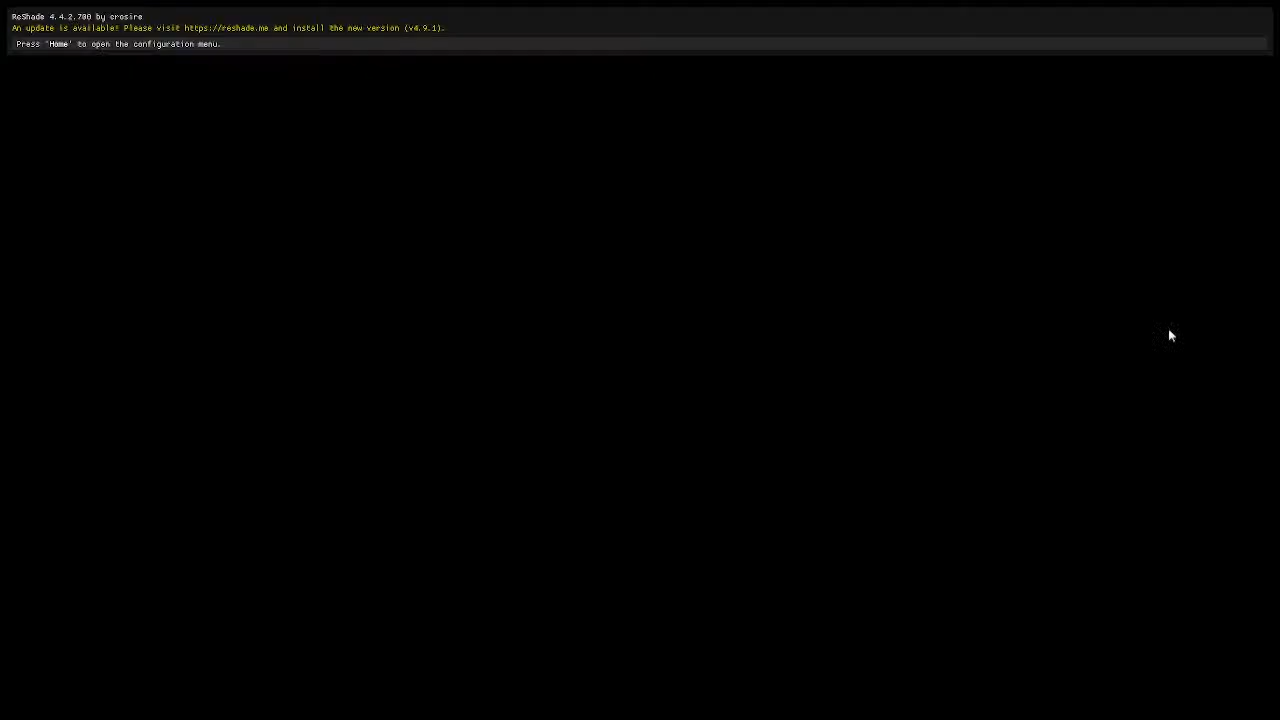 ReShade 4.4.2.700 by crosire
An update is available! Please visit https://reshade.me and install the new version (v4.9.1).
Press 'Home' to open the configuration menu.